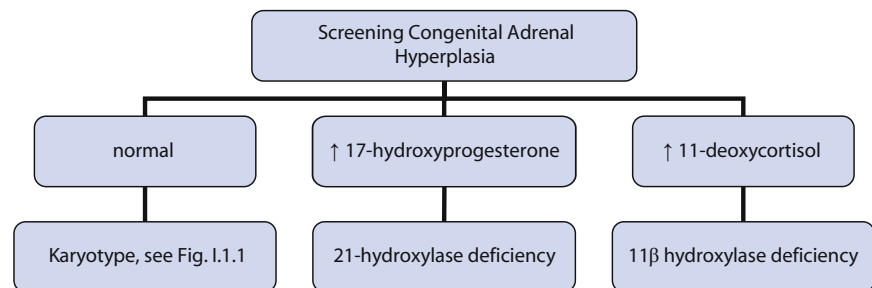 Screening Congenital Adrenal
Hyperplasia
normal
↑ 17-hydroxyprogesterone
↑ 11-deoxycortisol
Karyotype, see Fig. I.1.1
21-hydroxylase deficiency
11β hydroxylase deficiency